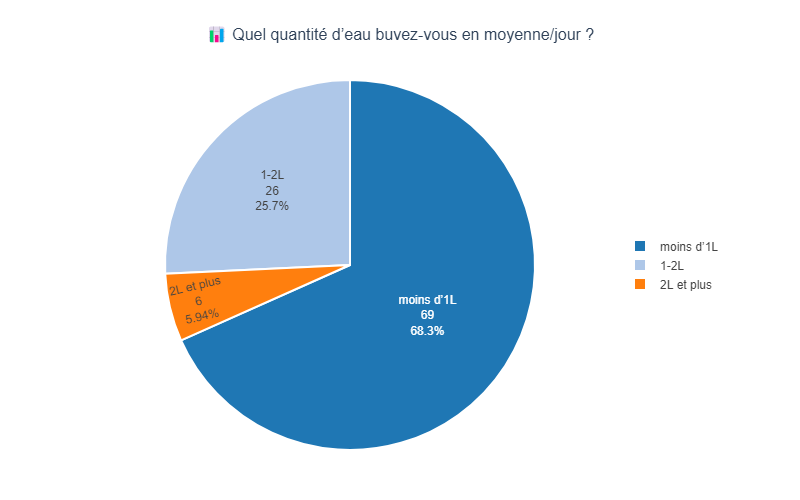 📊 Quel quantité d’eau buvez-vous en moyenne/jour ?
1-2L
26
25.7%
2L et plus
6
5.94%
moins d’1L
69
68.3%
moins d’1L
1-2L
2L et plus